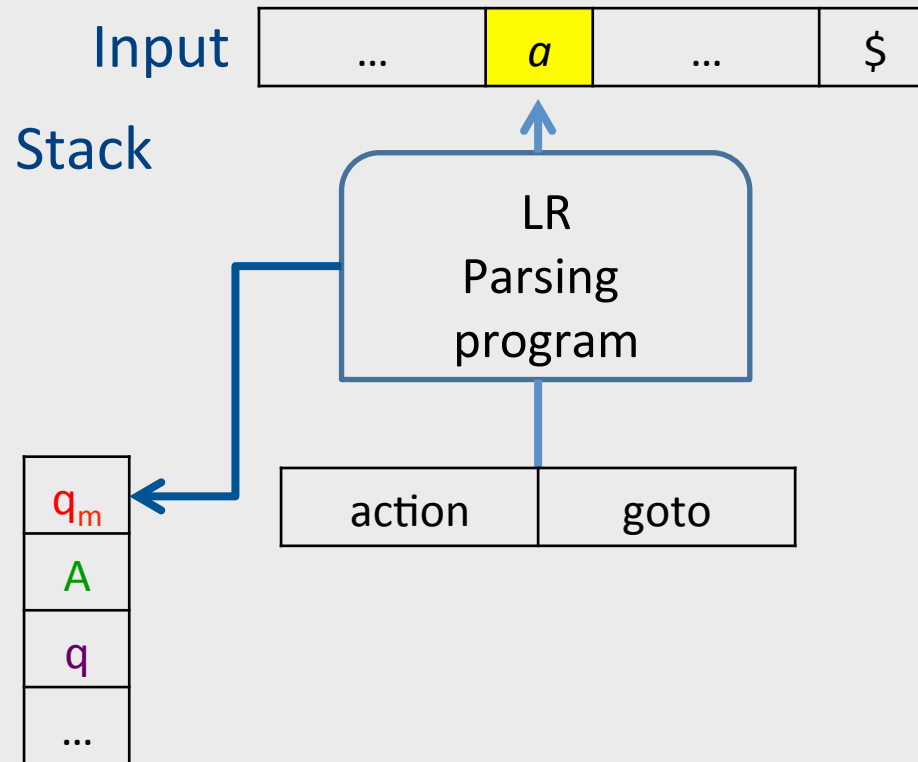 Input … a … $
Stack
LR
Parsing
program
action goto
qm
A
q
…